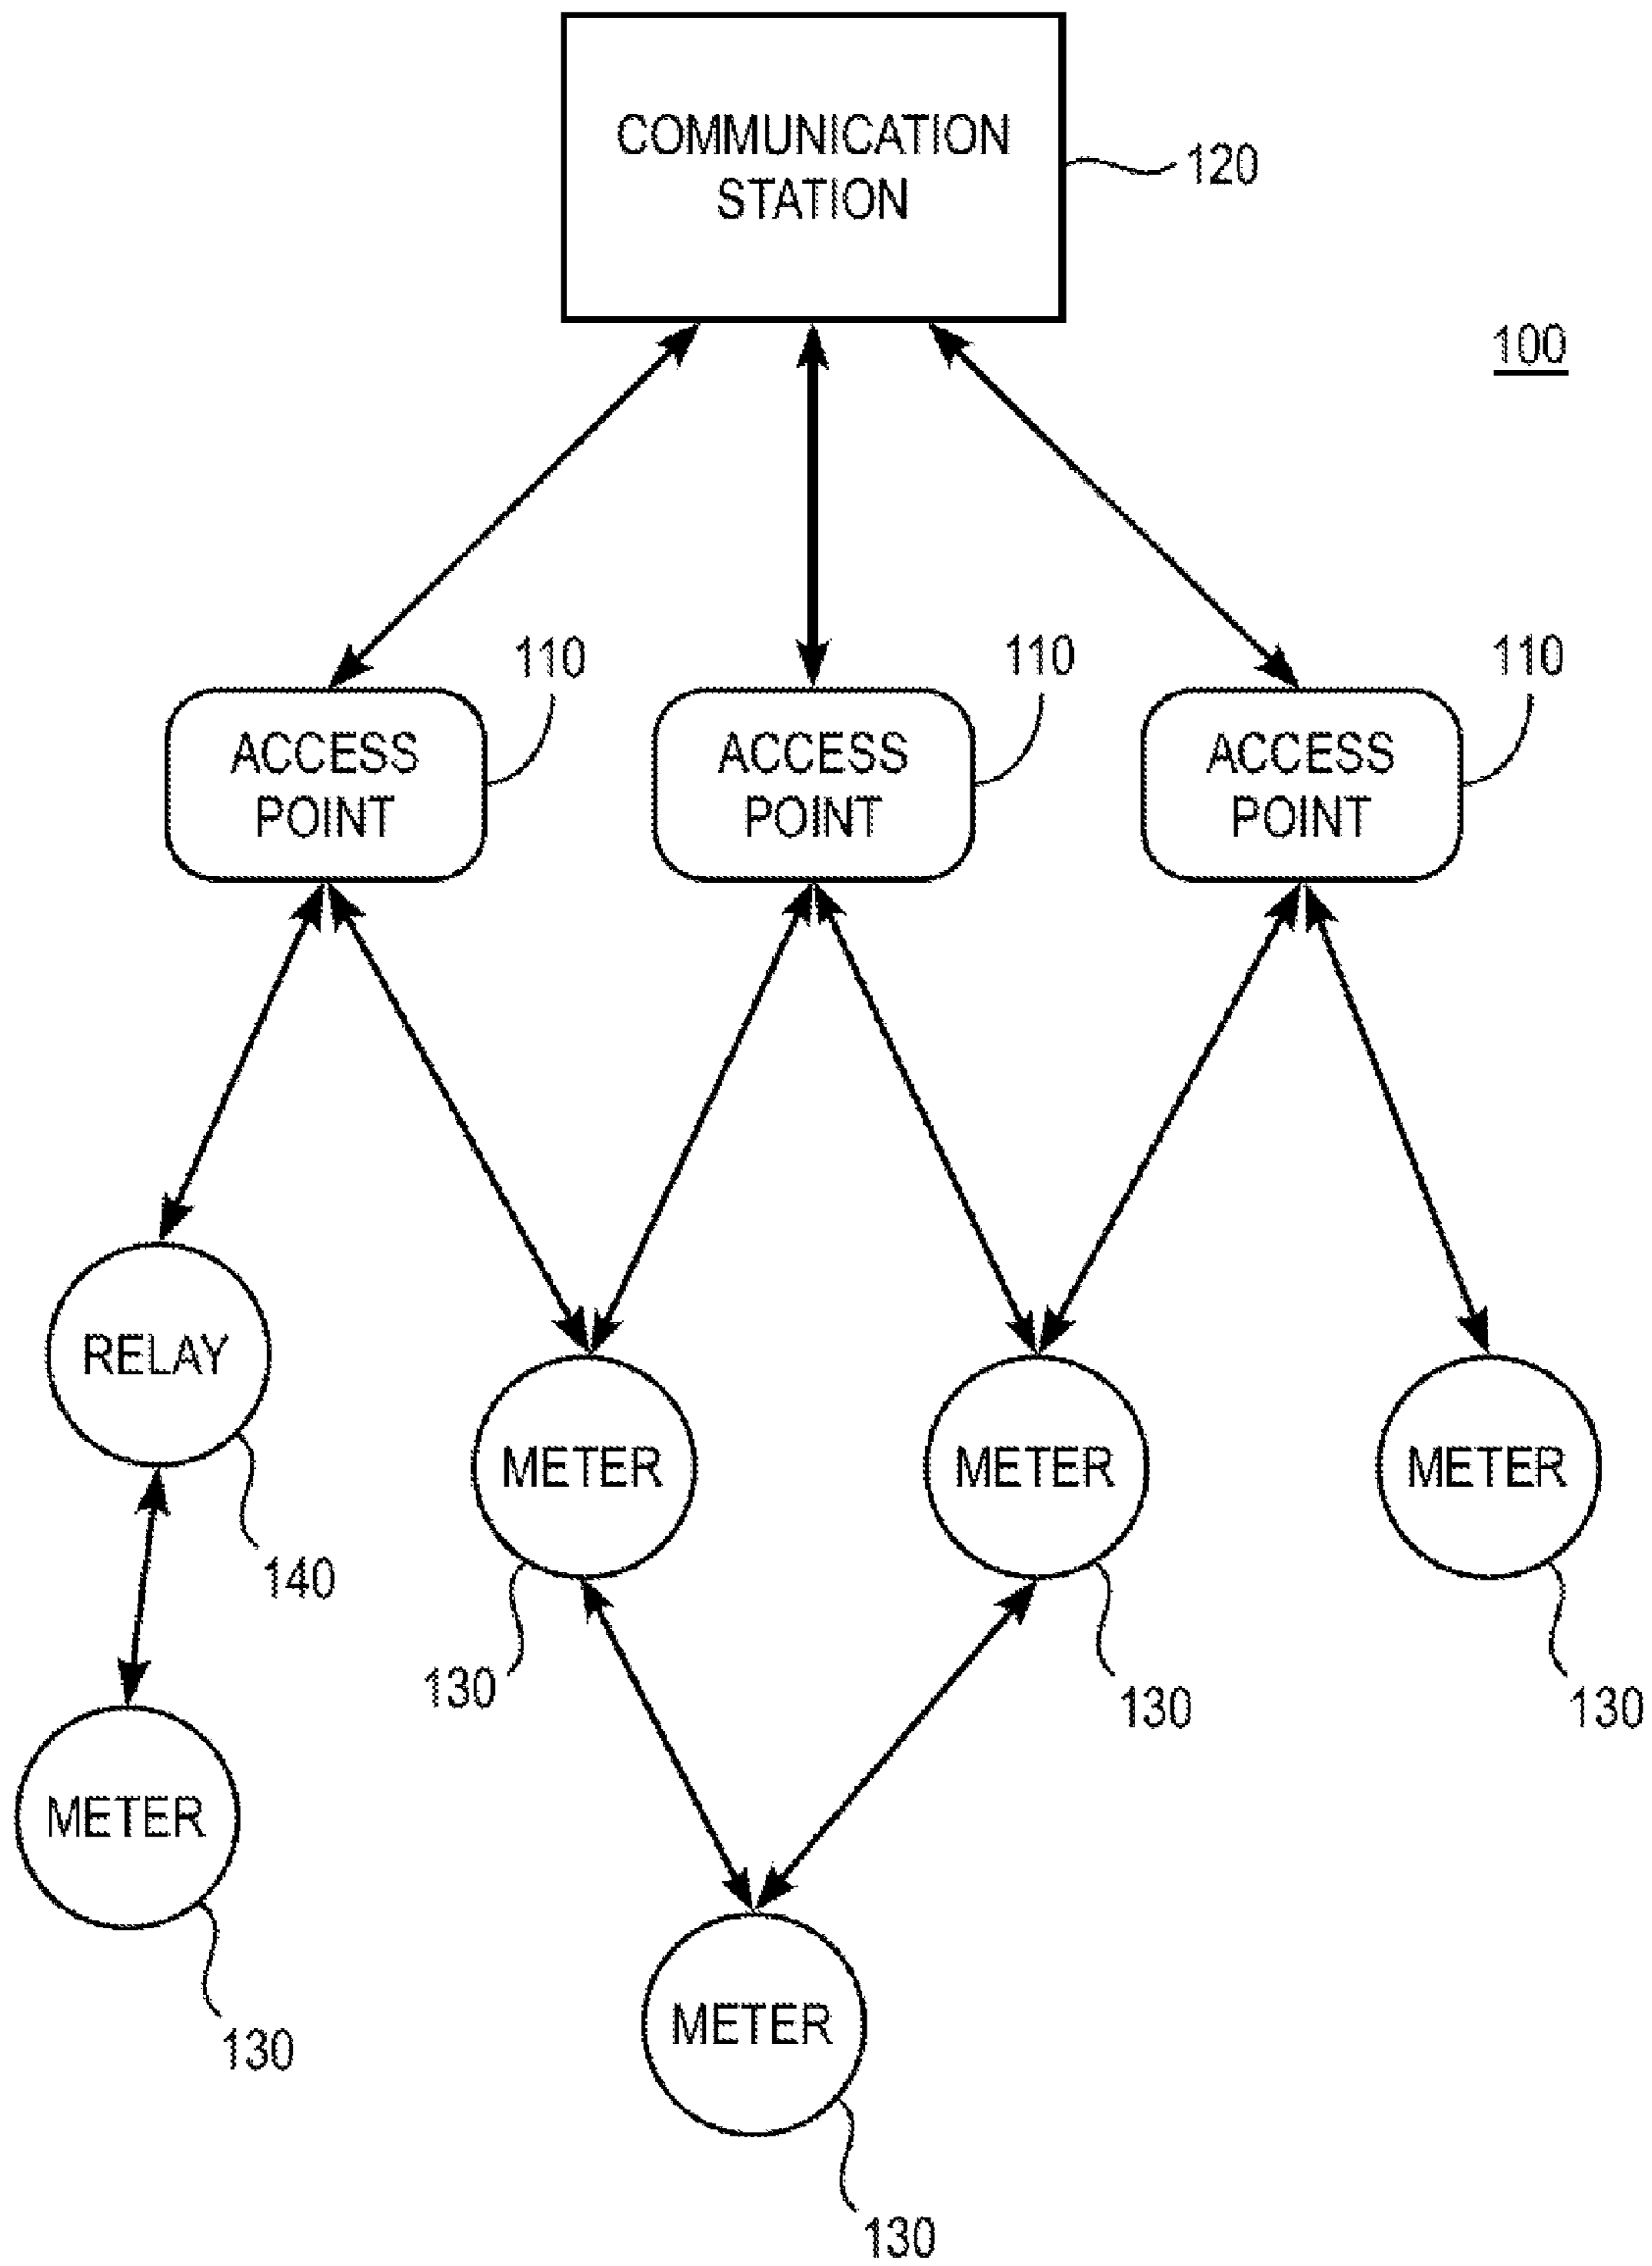 COMMUNICATION
STATION
120
100
110
110
110
ACCESS
POINT
ACCESS
POINT
ACCESS
POINT
RELAY
METER
METER
METER
140
130
130
130
METER
METER
130
130